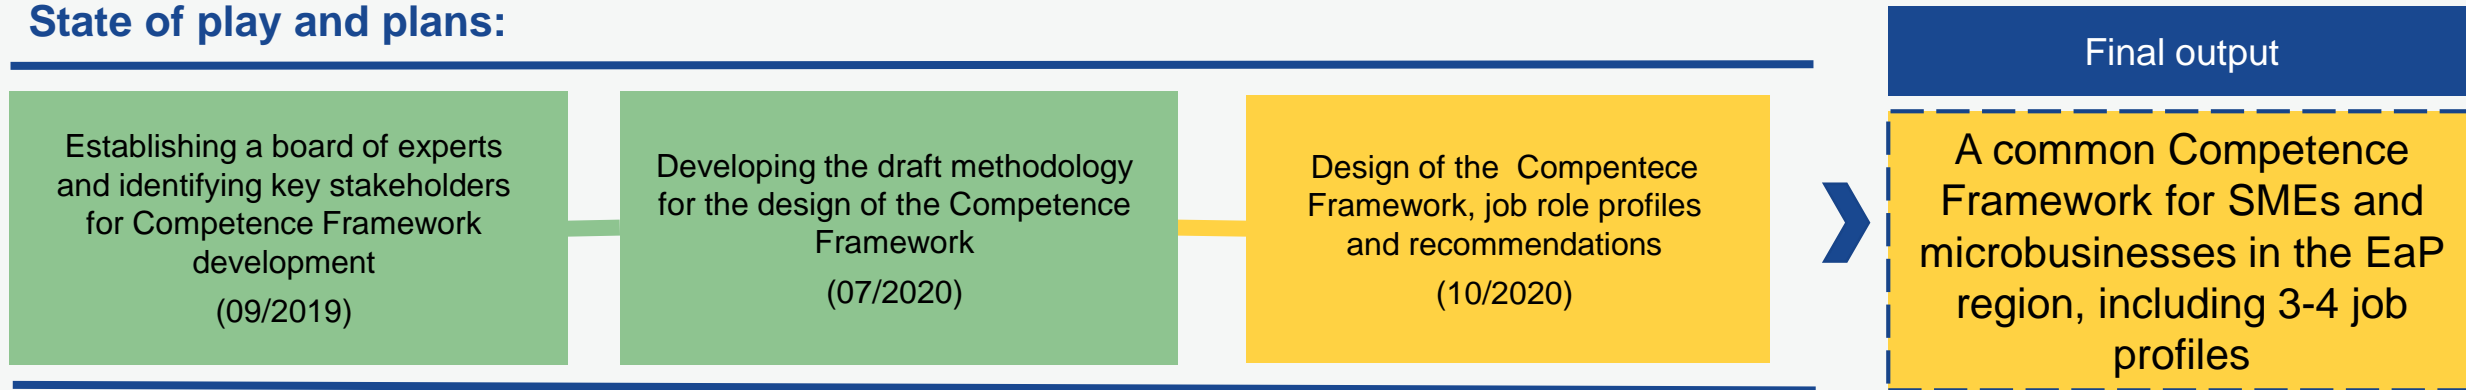 State of play and plans:
Establishing a board of experts
and identifying key stakeholders
for Competence Framework
development
(09/2019)
Developing the draft methodology
for the design of the Competence
Framework
(07/2020)
Design of the  Compentece
Framework, job role profiles
and recommendations
(10/2020)
Final output
A common Competence
Framework for SMEs and
microbusinesses in the EaP
region, including 3-4 job
profiles